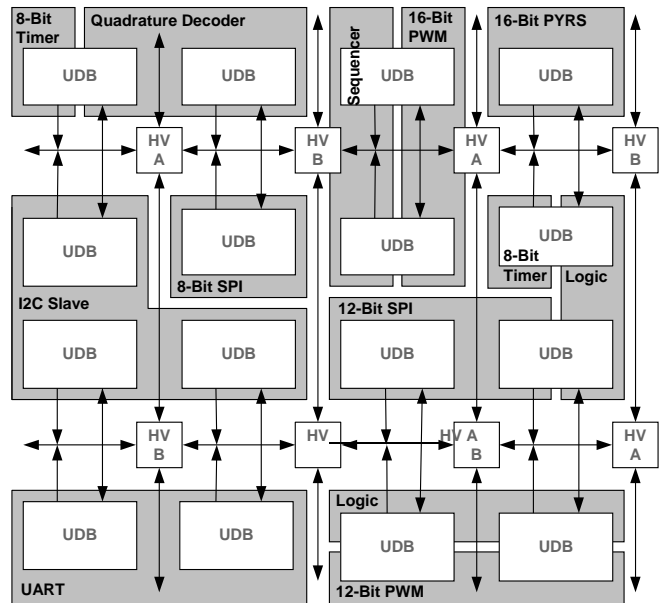 8-Bit
Timer
Quadrature Decoder
Sequencer
16-Bit
PWM
16-Bit PYRS
UDB
UDB
UDB
UDB
HV
A
HV
B
HV
A
HV
B
UDB
UDB
UDB
UDB
8-Bit SPI
8-Bit
Timer
Logic
I2C Slave
12-Bit SPI
UDB
UDB
UDB
UDB
HV
B
HV
HV A
B
HV
A
Logic
UDB
UDB
UDB
UDB
UART
12-Bit PWM